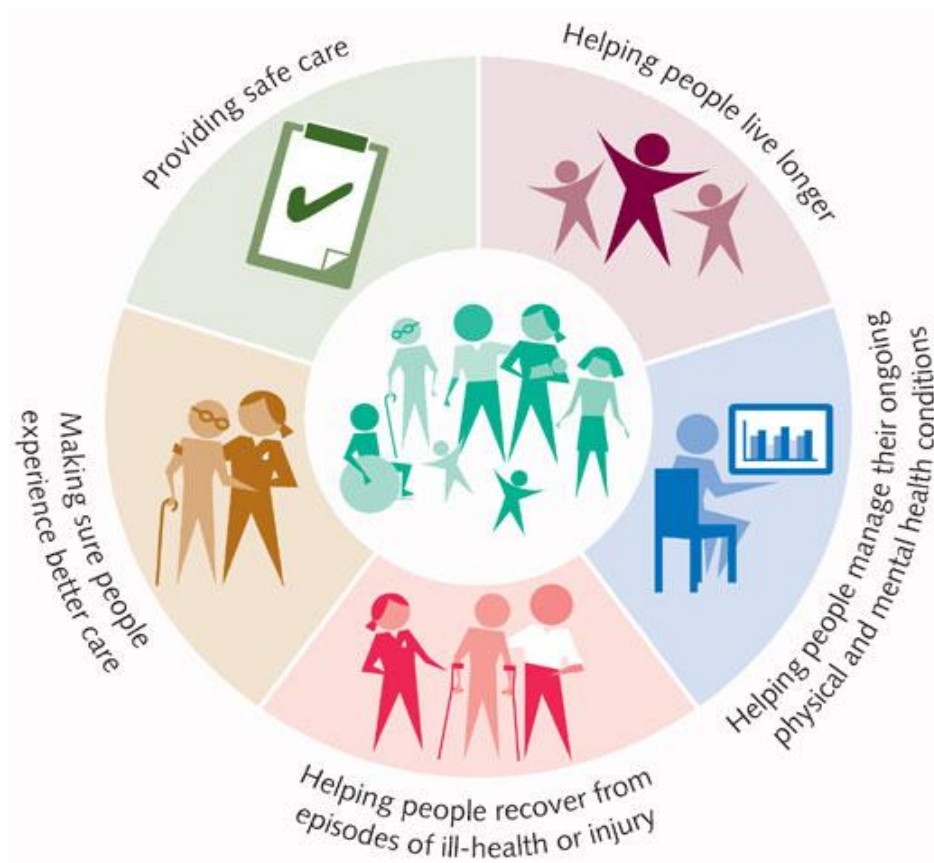 Providing safe care
Helping people live longer
Helping people manage their ongoing
physical and mental health conditions
Helping people recover from
episodes of ill-health or injury
Making sure people
experience better care